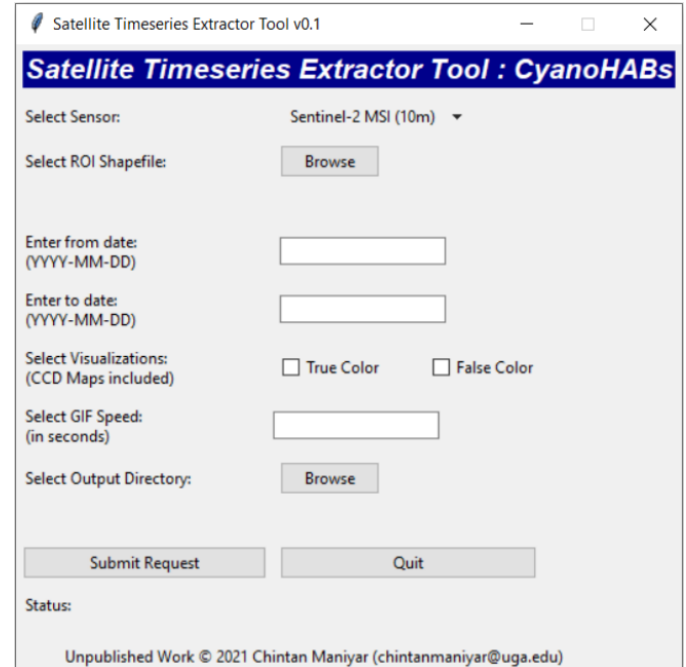 Satellite Timeseries Extractor Tool v0.1
Satellite Timeseries Extractor Tool : CyanoHABs
Select Sensor: Sentinel-2 MSI (10m)
Select ROI Shapefile: Browse
Enter from date:
(YYYY-MM-DD)
Enter to date:
(YYYY-MM-DD)
Select Visualizations:
(CCD Maps included)
True Color False Color
Select GIF Speed:
(in seconds)
Select Output Directory: Browse
Submit Request Quit
Status:
Unpublished Work © 2021 Chintan Maniyar (chintanmaniyar@uga.edu)